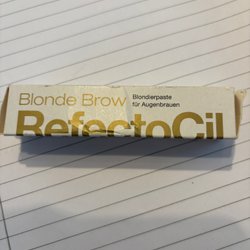 Blonde Brow
Blondierpaste
für Augenbrauen
RefectoCil